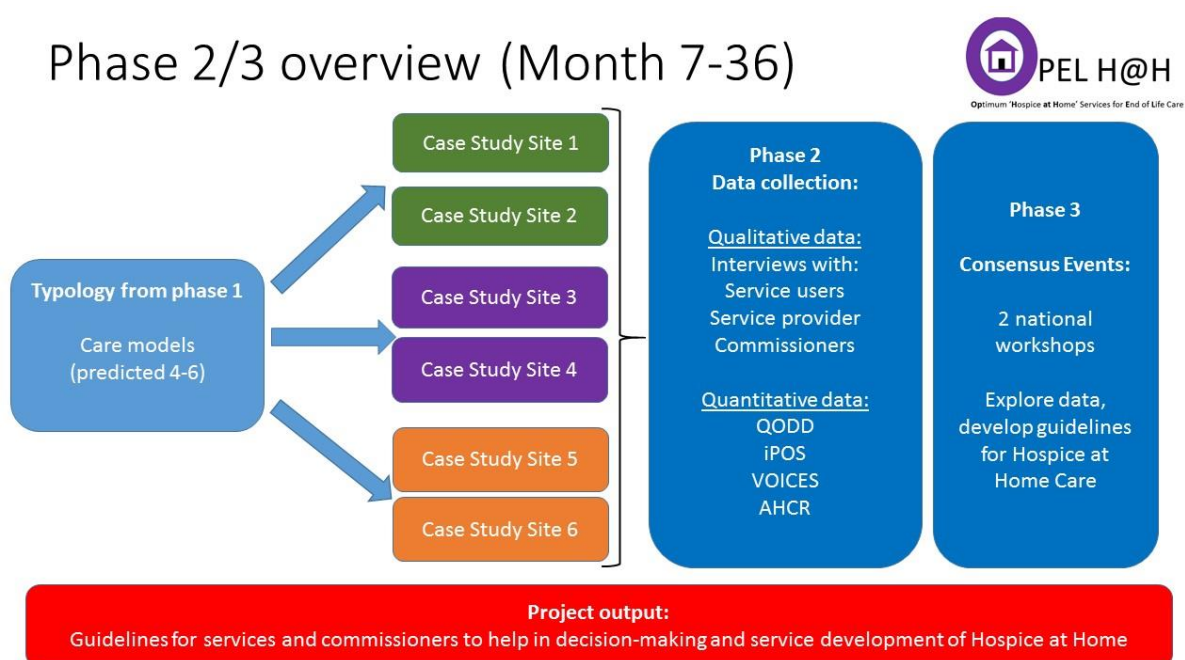 Phase 2/3 overview (Month 7-36)
OPEL H@H
Optimum 'Hospice at Home' Services for End of Life Care
Typology from phase 1
Care models
(predicted 4-6)
Case Study Site 1
Case Study Site 2
Case Study Site 3
Case Study Site 4
Case Study Site 5
Case Study Site 6
Phase 2
Data collection:
Qualitative data:
Interviews with:
Service users
Service provider
Commissioners
Quantitative data:
QODD
iPOS
VOICES
AHCR
Phase 3
Consensus Events:
2 national
workshops
Explore data,
develop guidelines
for Hospice at
Home Care
Project output:
Guidelines for services and commissioners to help in decision-making and service development of Hospice at Home